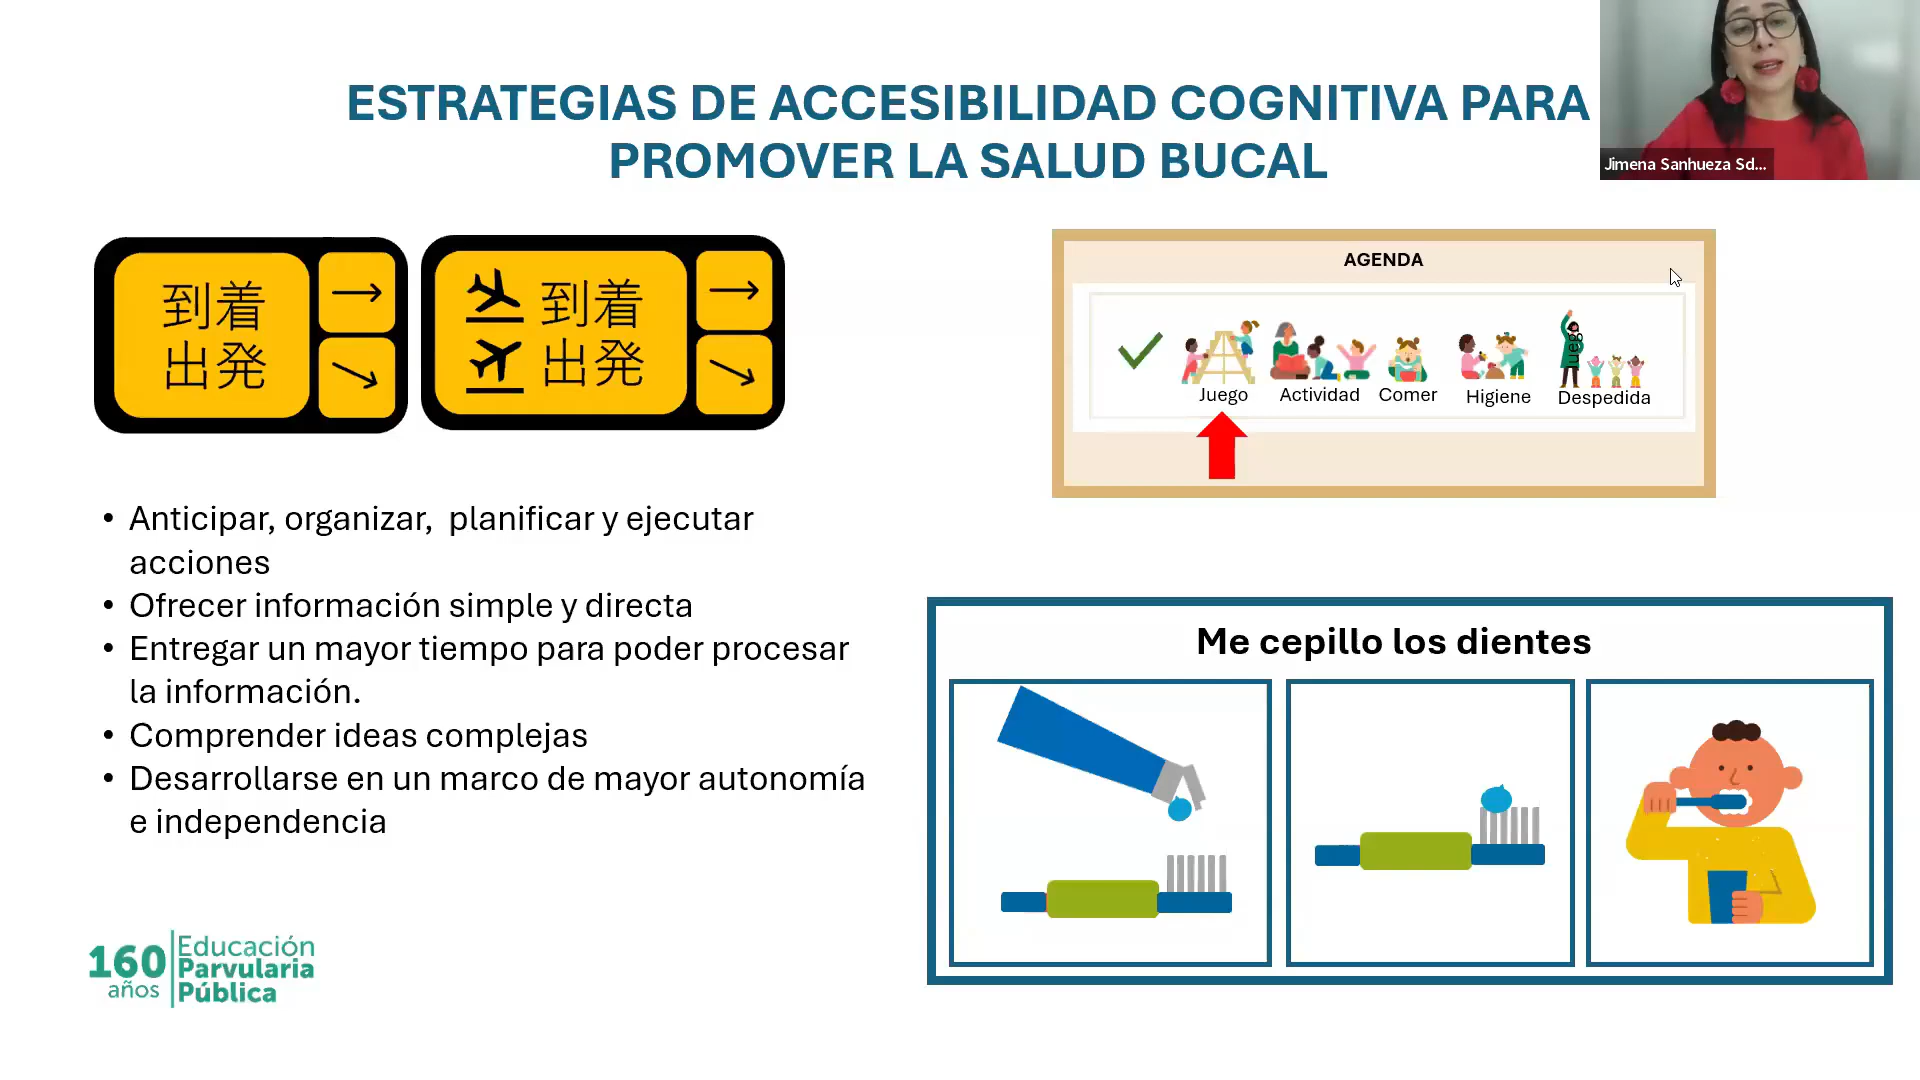 ESTRATEGIAS DE ACCESIBILIDAD COGNITIVA PARA
PROMOVER LA SALUD BUCAL
Jimena Sanhueza Sd...
到着
出発
到着
出発
AGENDA
Juego
Actividad
Comer
Higiene
Juego
Despedida
• Anticipar, organizar, planificar y ejecutar
acciones
• Ofrecer información simple y directa
• Entregar un mayor tiempo para poder procesar
la información.
• Comprender ideas complejas
• Desarrollarse en un marco de mayor autonomía
e independencia
Me cepillo los dientes
160 años
Educación
Parvularia
Pública